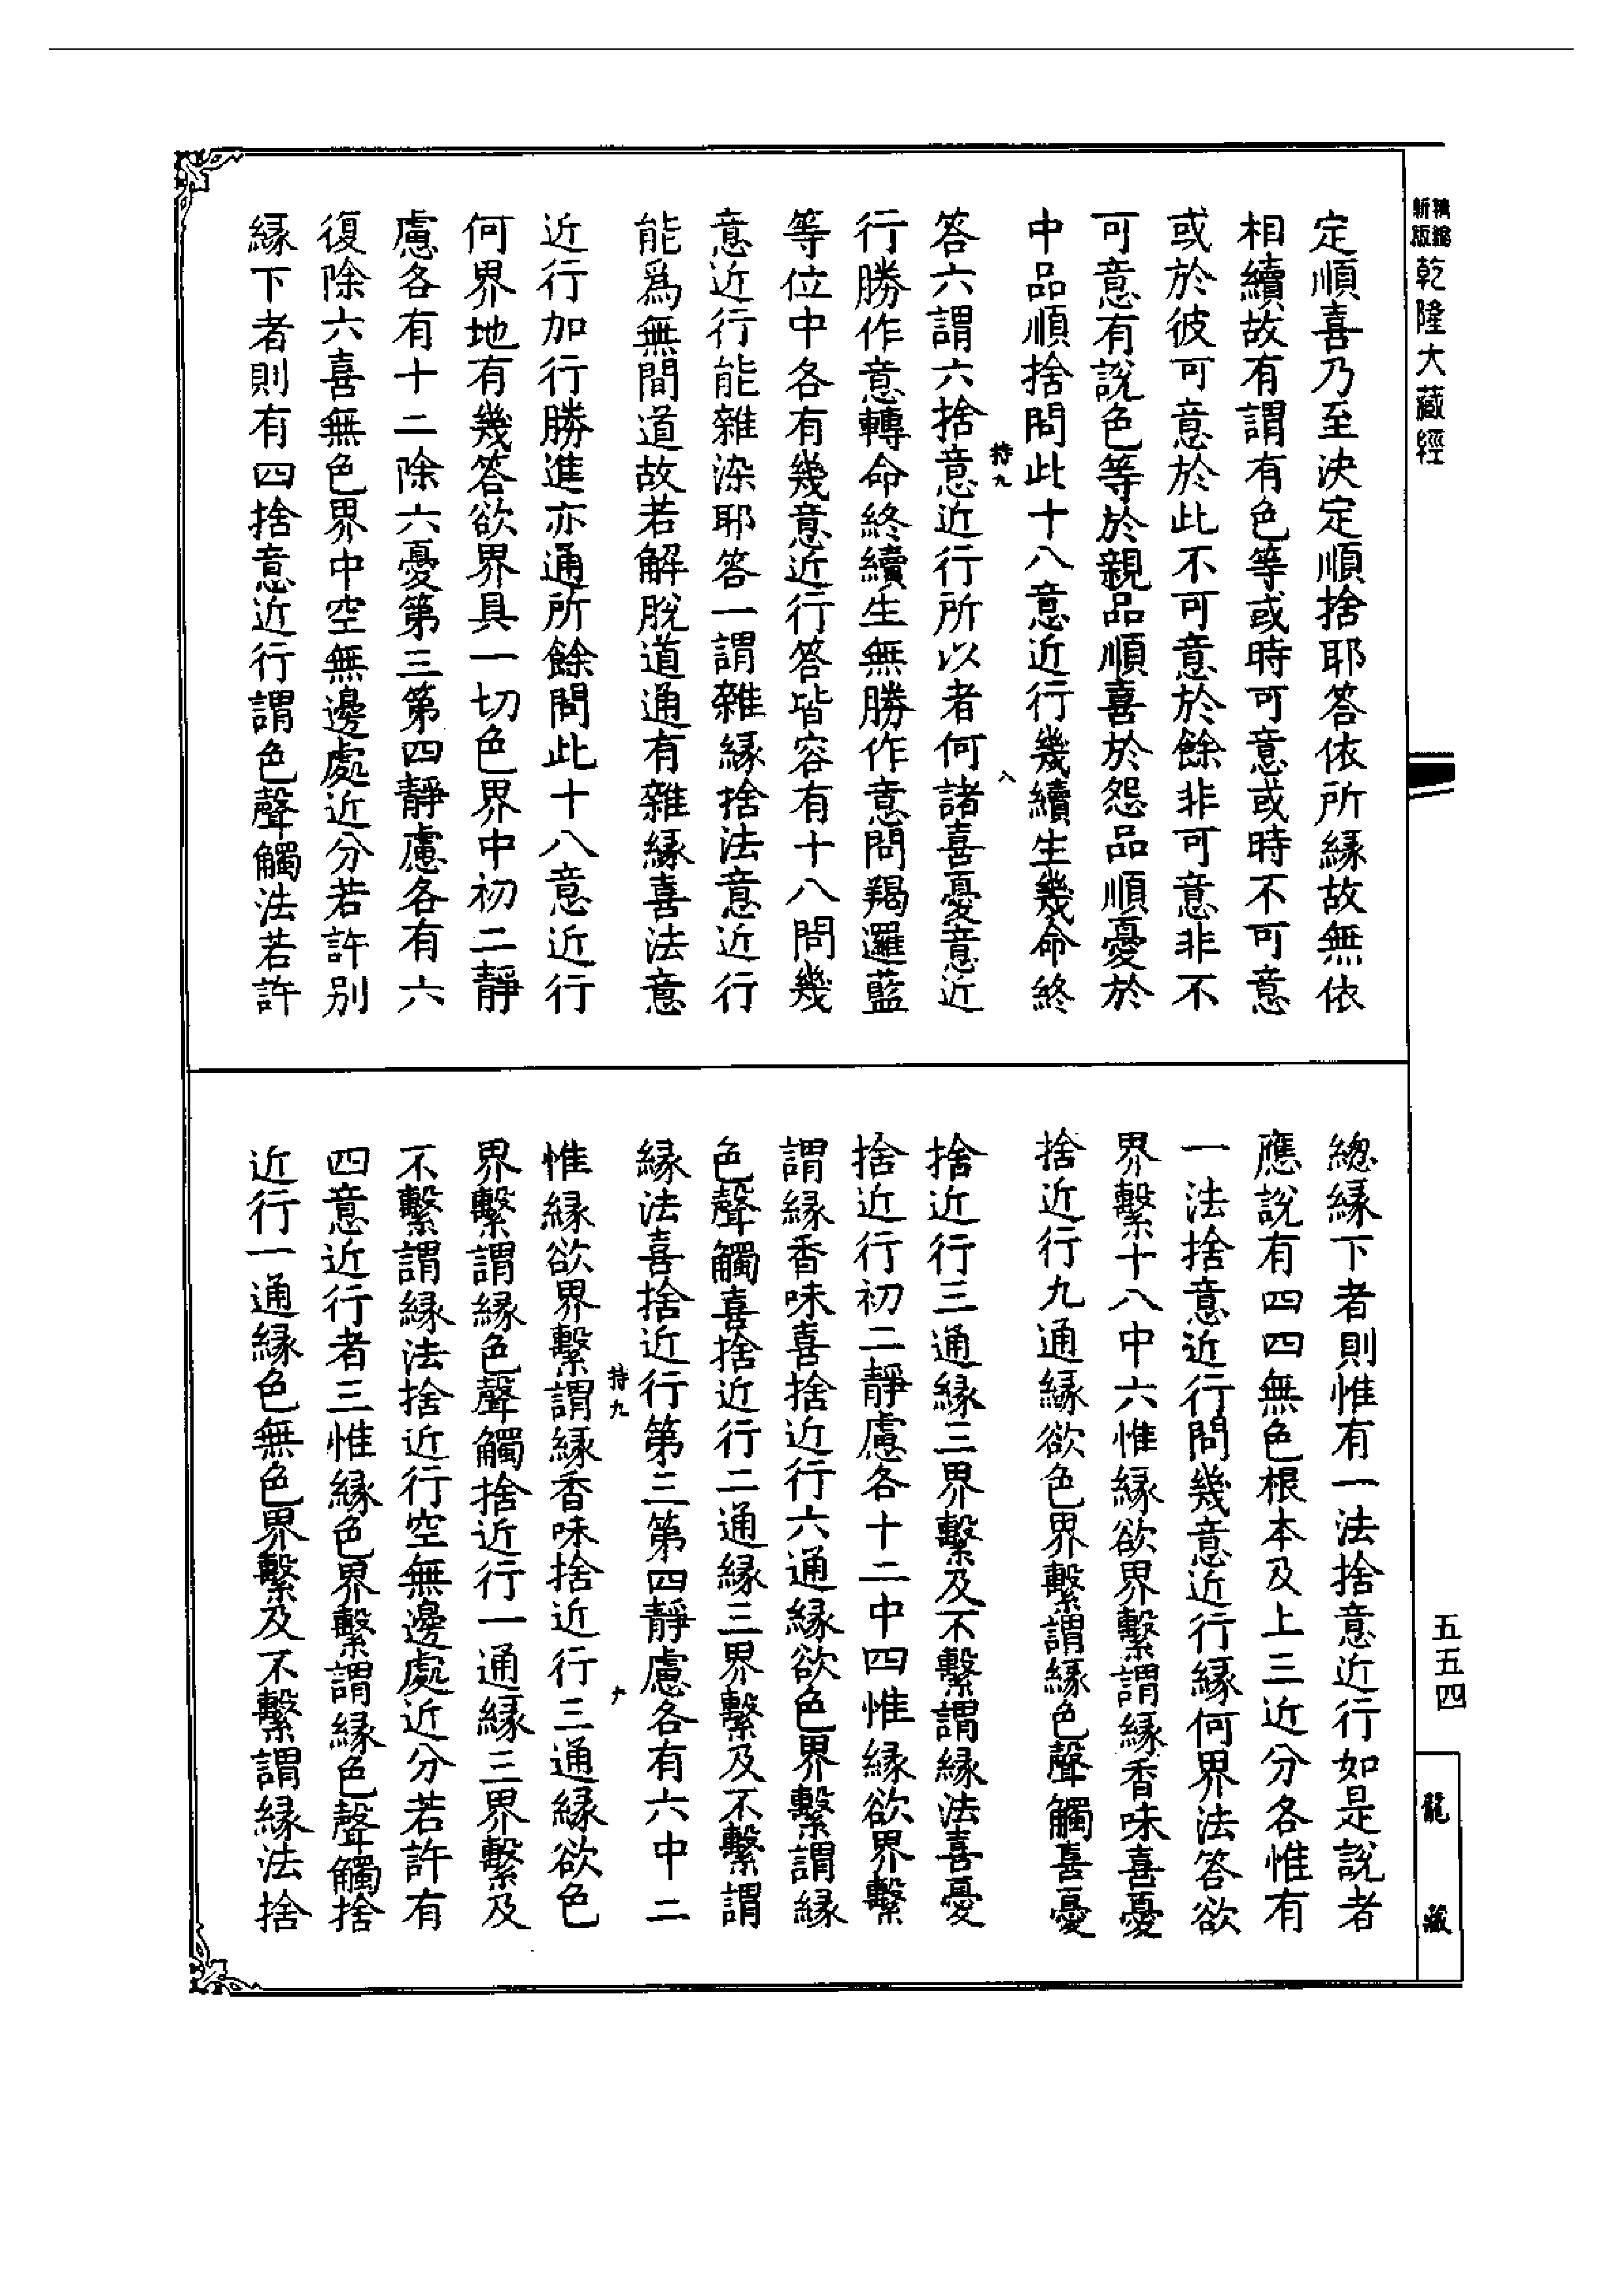 精編
新版
乾隆大藏經
定順喜乃至決定順捨耶答依所緣故無依
相續故有謂有色等或時可意或時不可意
或於彼可意於此不可意於餘非可意非不
可意有說色等於親品順喜於怨品順憂於
中品順捨問此十八意近行幾續生幾命終
持九
八
答六謂六捨意近行所以者何諸喜憂意近
行勝作意轉命終續生無勝作意問羯邏藍
等位中各有幾意近行答皆容有十八問幾
意近行能雜染耶答一謂雜緣捨法意近行
能爲無間道故若解脫道通有雜緣喜法意
近行加行勝進亦通所餘問此十八意近行
何界地有幾答欲界具一切色界中初二靜
慮各有十二除六憂第三第四靜慮各有六
復除六喜無色界中空無邊處近分若許別
緣下者則有四捨意近行謂色聲觸法若許
總緣下者則惟有一法捨意近行如是說者
應說有四四無色根本及上三近分各惟有
一法捨意近行問幾意近行緣何界法答欲
界繫十八中六惟緣欲界繫謂緣香味喜憂
捨近行九通緣欲色界繫謂緣色聲觸喜憂
捨近行三通緣三界繫及不繫謂緣法喜憂
捨近行初二靜慮各十二中四惟緣欲界繫
謂緣香味喜捨近行六通緣欲色界繫謂緣
色聲觸喜捨近行二通緣三界繫及不繫謂
緣法喜捨近行第三第四靜慮各有六中二
持九
惟緣欲界繫謂緣香味捨近行三通緣欲色
界繫謂緣色聲觸捨近行一通緣三界繫及
不繫謂緣法捨近行空無邊處近分若許有
四意近行者三惟緣色界繫謂緣色聲觸捨
近行一通緣色無色界繫及不繫謂緣法捨
五五四
龍藏